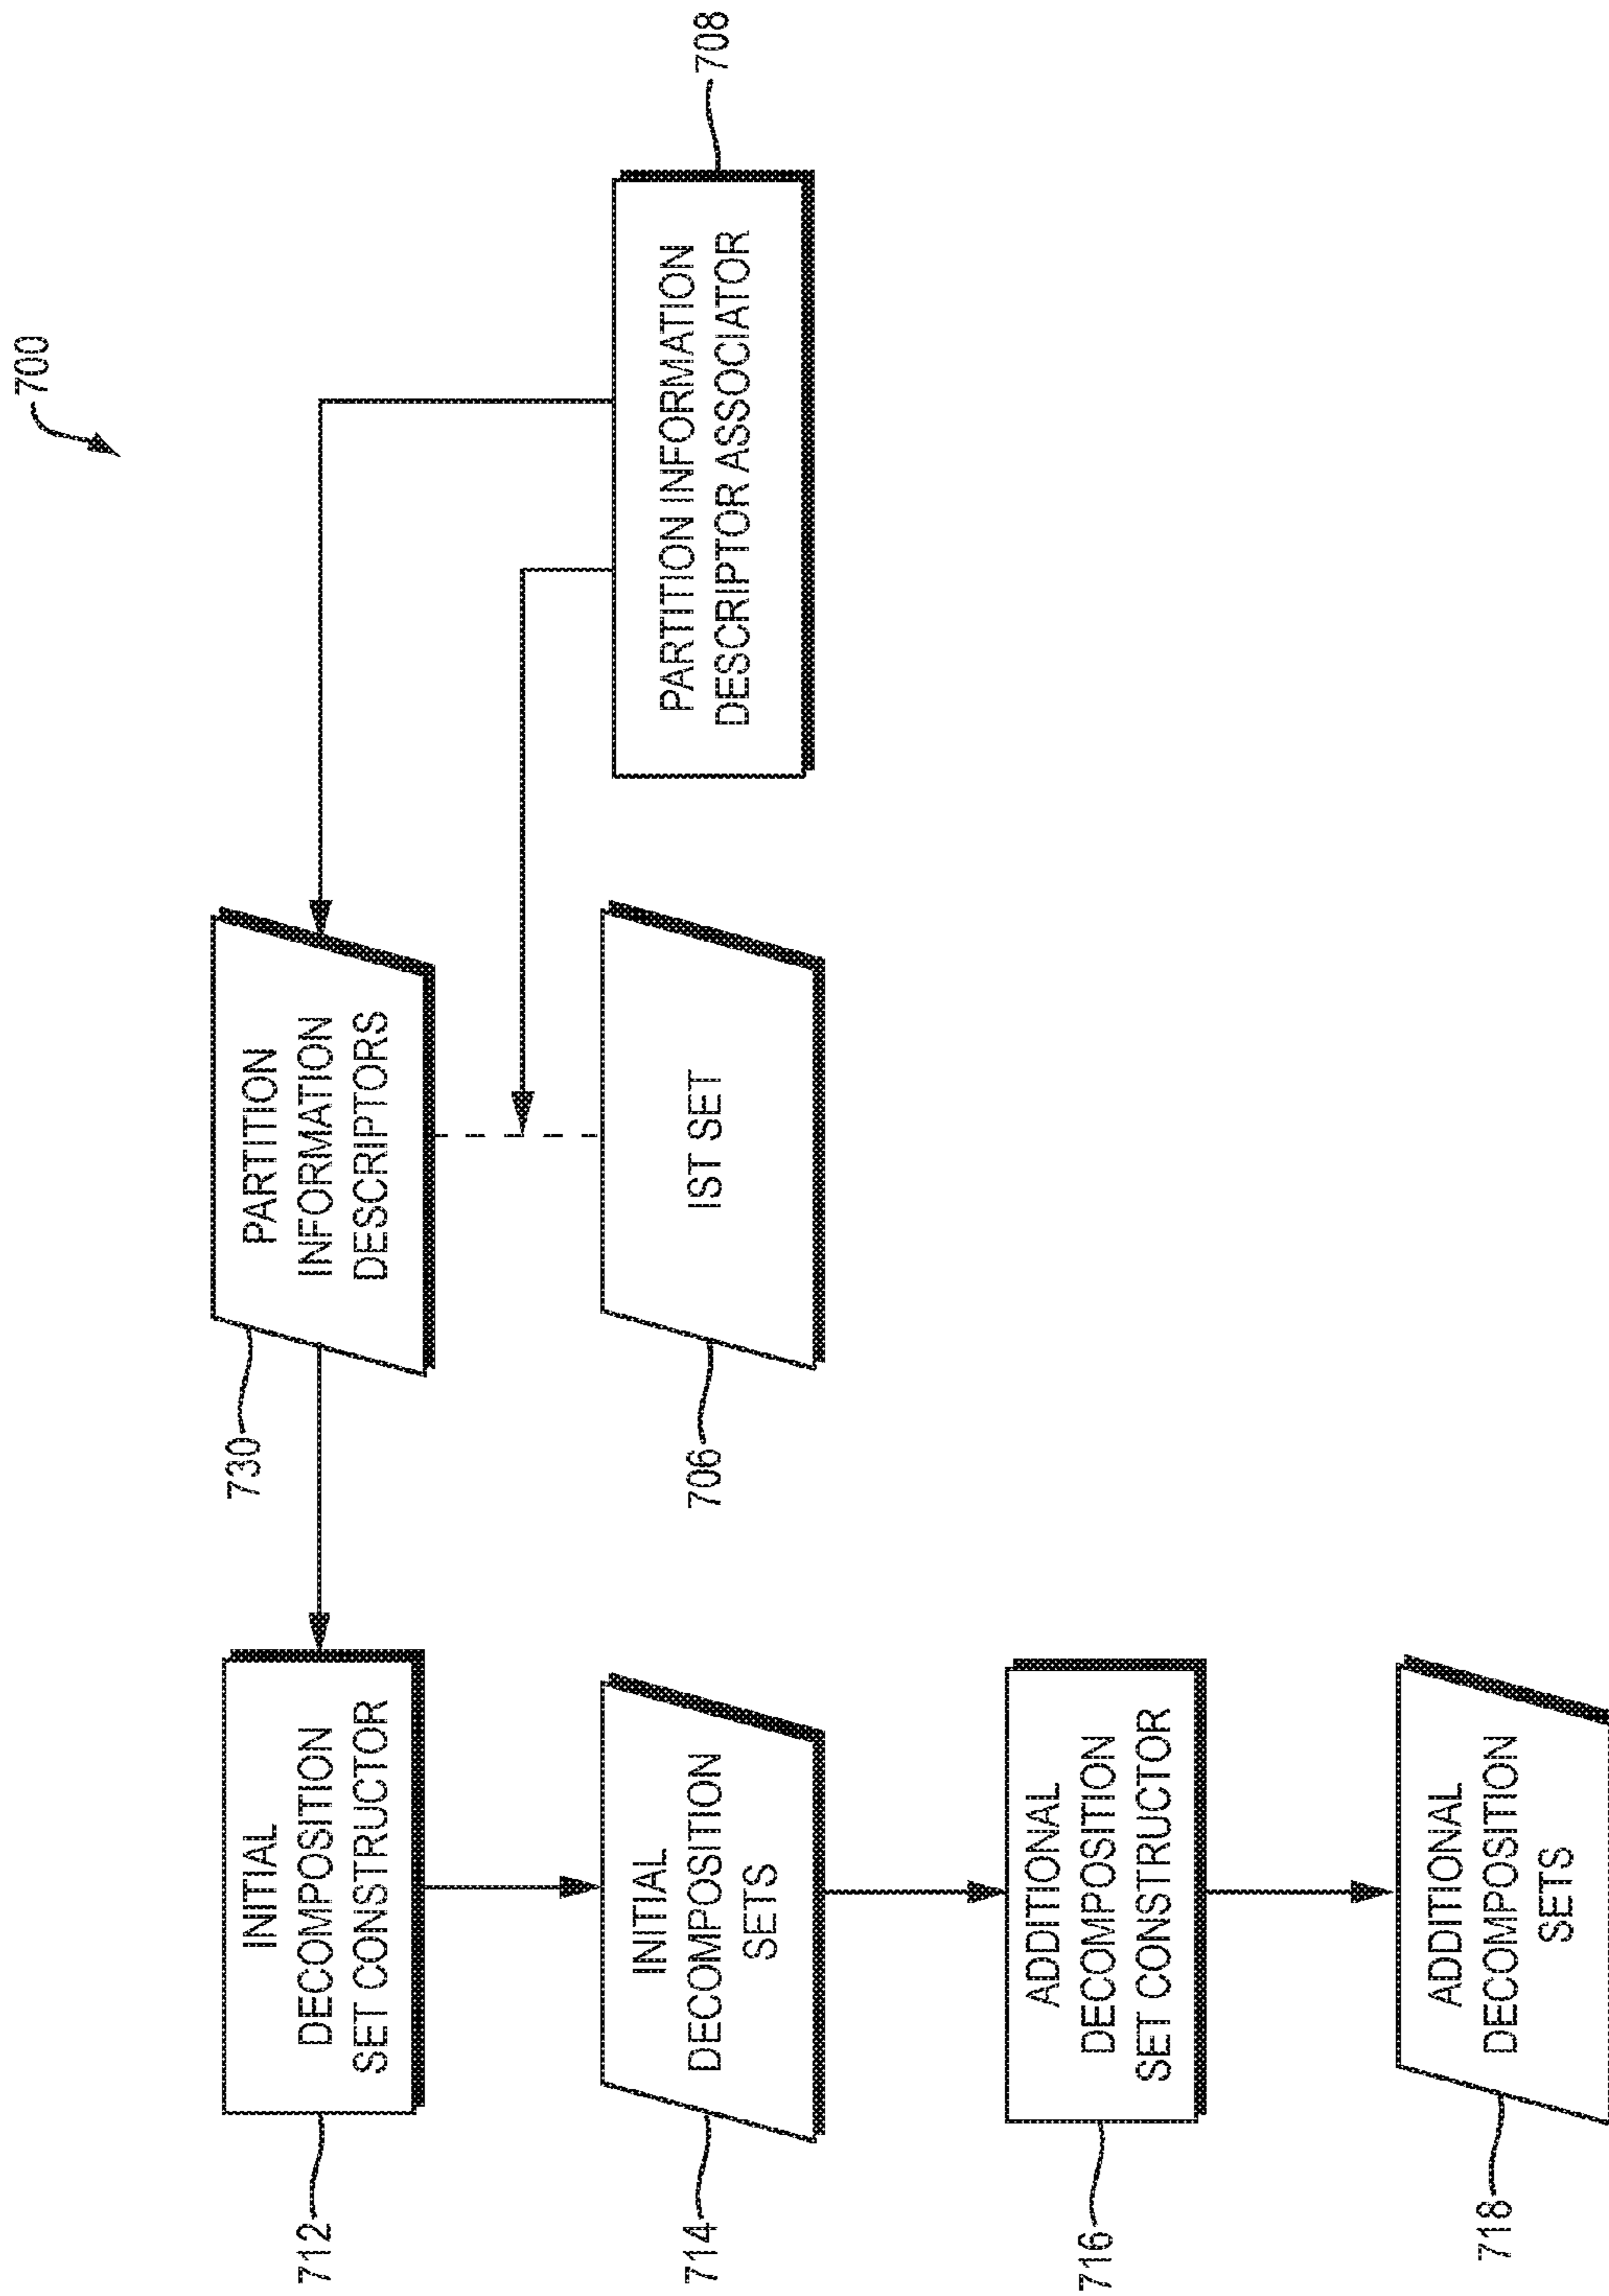 700
INITIAL
DECOMPOSITION
SET CONSTRUCTOR
712
730
PARTITION
INFORMATION
DESCRIPTORS
INITIAL
DECOMPOSITION
SETS
714
706
IST SET
PARTITION INFORMATION
DESCRIPTOR ASSOCIATOR
708
ADDITIONAL
DECOMPOSITION
SET CONSTRUCTOR
716
ADDITIONAL
DECOMPOSITION
SETS
718